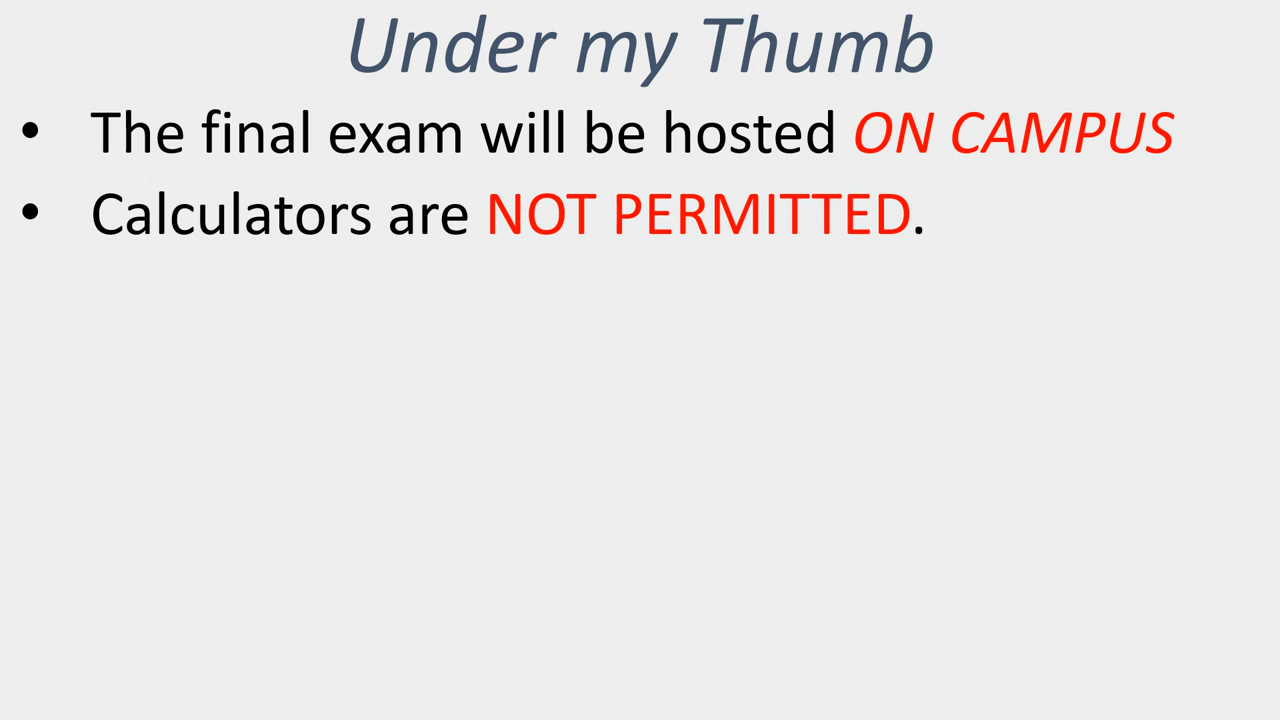 Under my Thumb
• The final exam will be hosted ON CAMPUS
• Calculators are NOT PERMITTED.